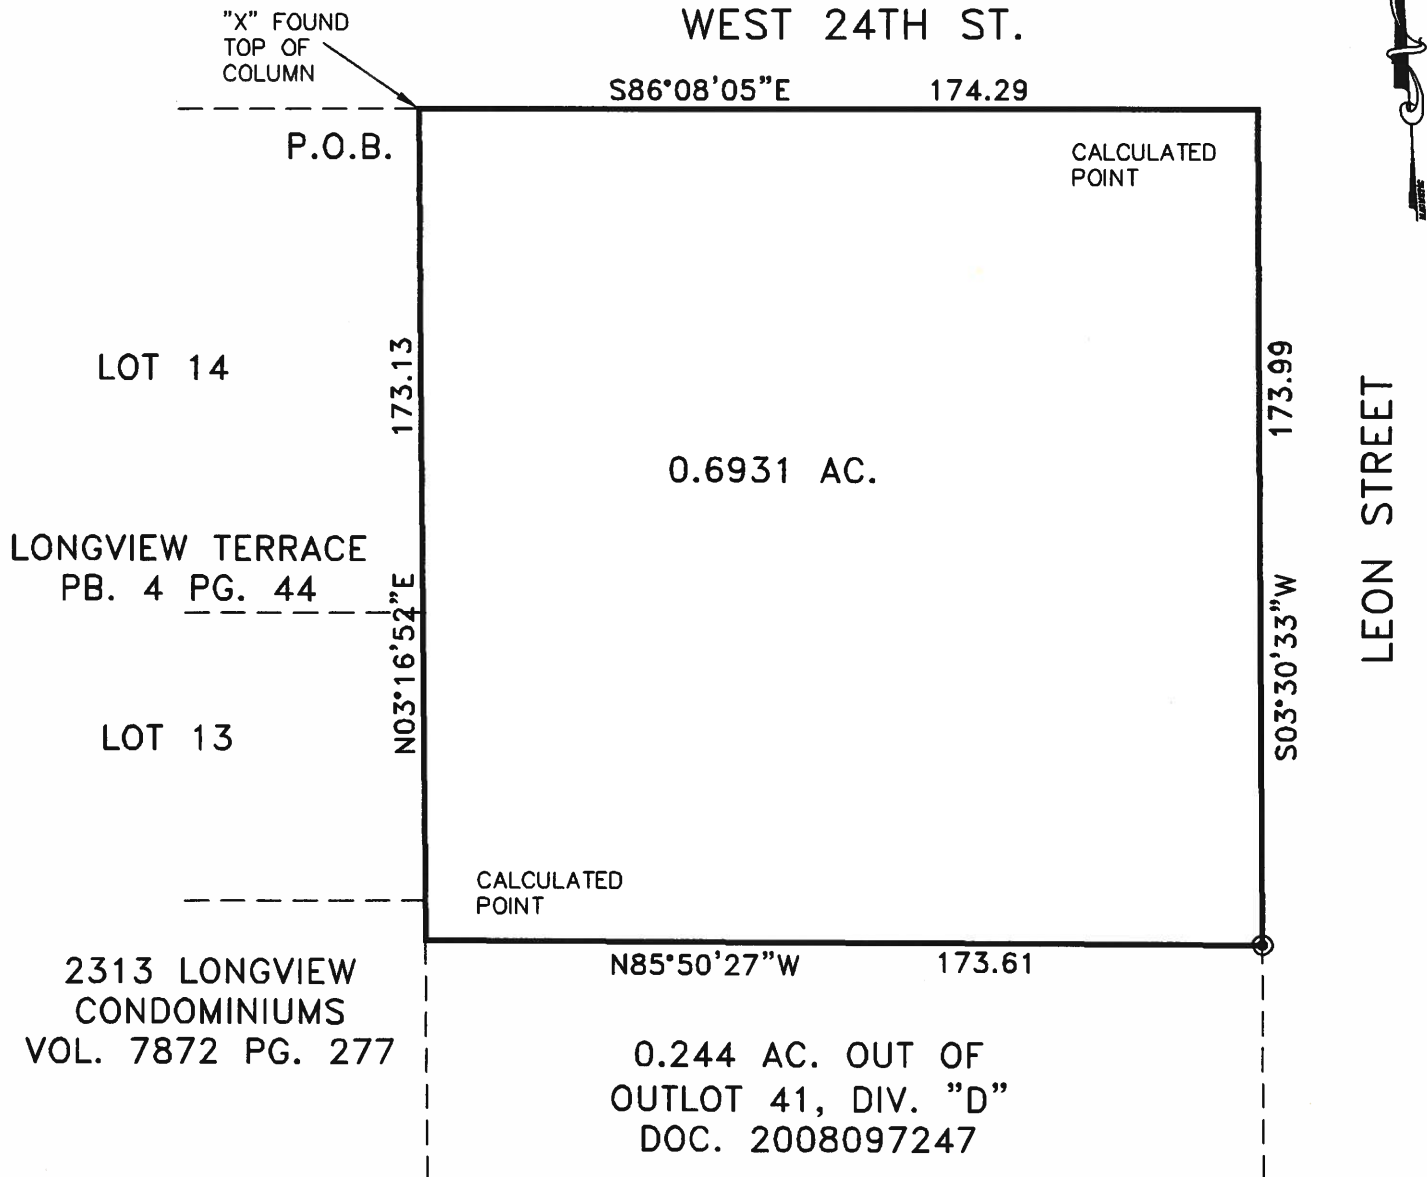 "X" FOUND
TOP OF
COLUMN
WEST 24TH ST.
S86°08'05"E 174.29
P.O.B.
CALCULATED
POINT
LOT 14
173.13
173.99
0.6931 AC.
LEON STREET
LONGVIEW TERRACE
PB. 4 PG. 44
N03°16'52"E
S03°30'33"W
LOT 13
CALCULATED
POINT
N85°50'27"W 173.61
2313 LONGVIEW
CONDOMINIUMS
VOL. 7872 PG. 277
0.244 AC. OUT OF
OUTLOT 41, DIV. "D"
DOC. 2008097247